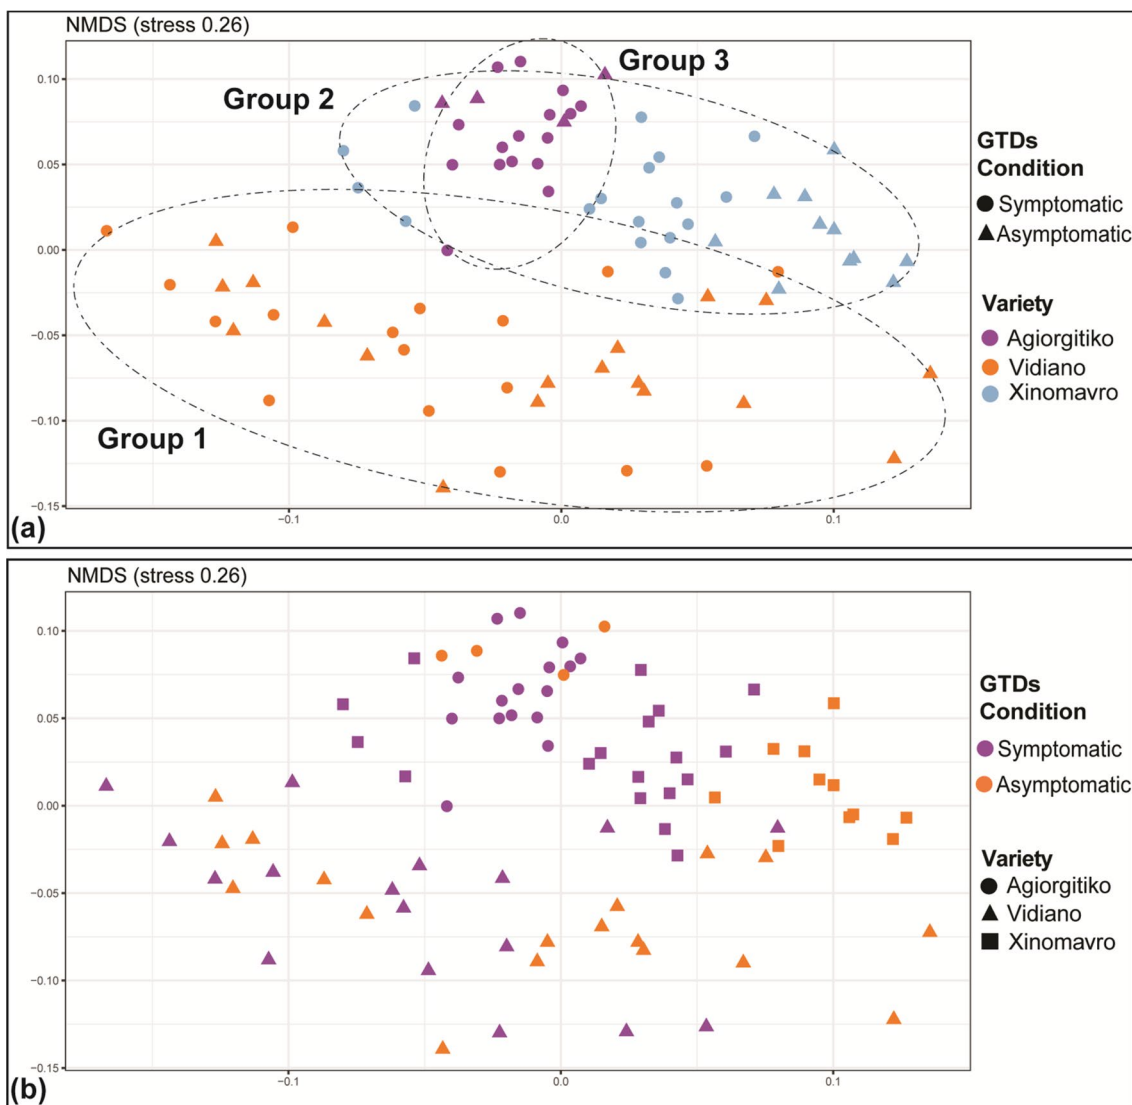 NMDS (stress 0.26)
Group 3
Group 2
Group 1
0.10
0.05
0.00
−0.05
−0.10
−0.15
−0.1
0.0
0.1
(a)
GTDs
Condition
Symptomatic
Asymptomatic
Variety
Agiorgitiko
Vidiano
Xinomavro
NMDS (stress 0.26)
0.10
0.05
0.00
−0.05
−0.10
−0.15
−0.1
0.0
0.1
(b)
GTDs
Condition
Symptomatic
Asymptomatic
Variety
Agiorgitiko
Vidiano
Xinomavro